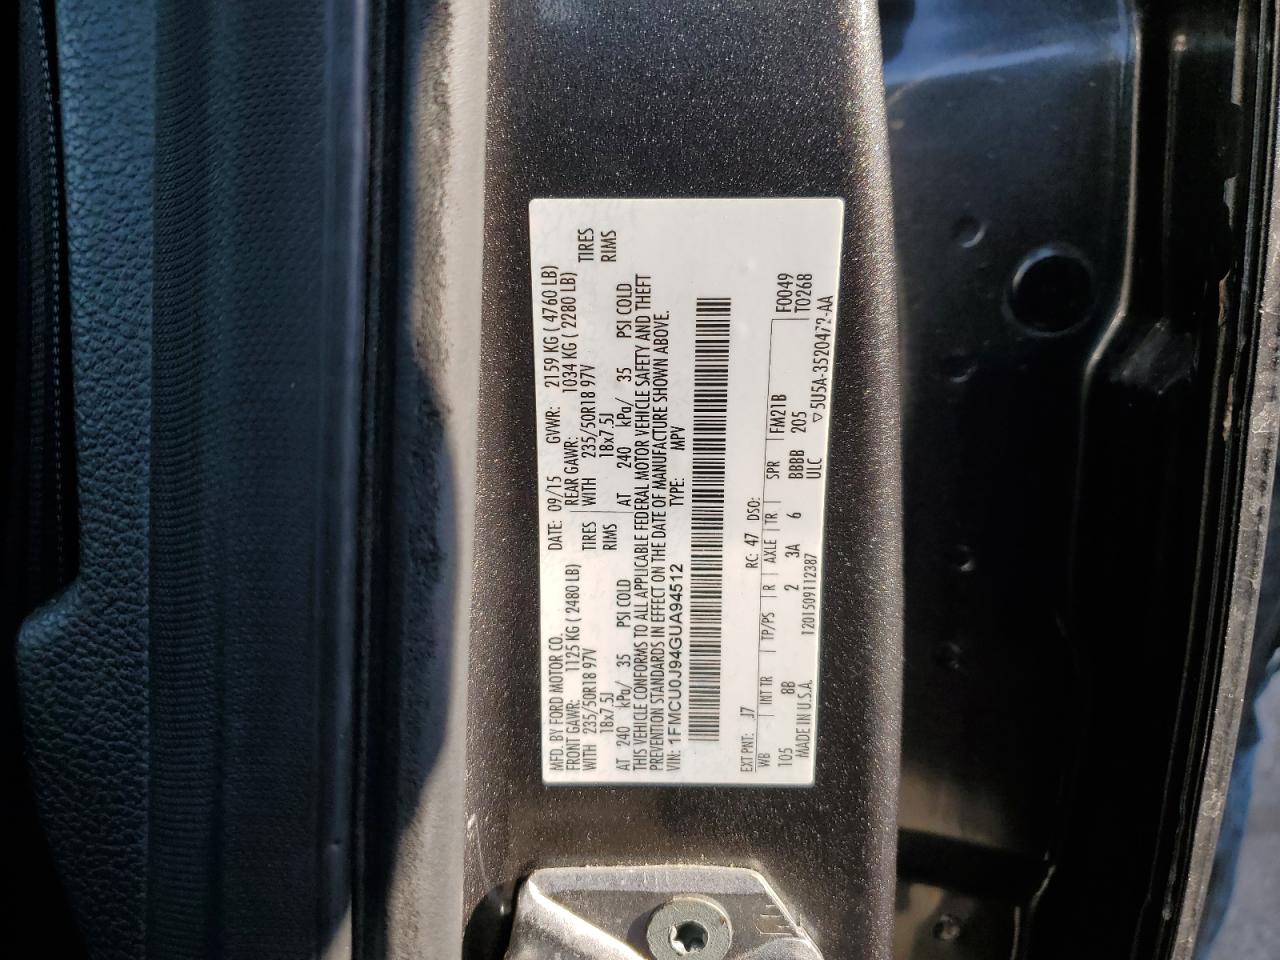 MFD. BY FORD MOTOR CO. DATE: 09/15 GVWR: 2159 KG ( 4760 LB)
FRONT GAWR: 1125 KG ( 2480 LB) REAR GAWR: 1034 KG ( 2280 LB)
WITH 235/50R18 97V TIRES WITH 235/50R18 97V TIRES
18x7.5J RIMS 18x7.5J RIMS
AT 240 kPa/ 35 PSI COLD AT 240 kPa/ 35 PSI COLD
THIS VEHICLE CONFORMS TO ALL APPLICABLE FEDERAL MOTOR VEHICLE SAFETY AND THEFT
PREVENTION STANDARDS IN EFFECT ON THE DATE OF MANUFACTURE SHOWN ABOVE.
VIN: 1FMCU0J94GUA94512 TYPE: MPV
EXT PNT: J7 RC: 47 DSO: F0049
WB INT TR TP/PS R AXLE TR SPR FM21B T0268
105 8B 2 3A 6 BBBB 205
MADE IN U.S.A. 1201509112387 ULC ▽5U5A-3520472-AA